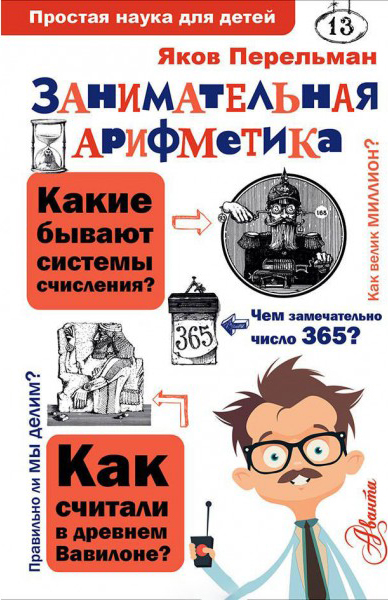 Простая наука для детей
13
Яков Перельман
Занимательная
арифметика
Какие
бывают
системы
счисления?
188
Как велик миллион?
365
Чем замечательно
число 365?
Правильно ли мы делим?
Как
считали
в древнем
Вавилоне?
Аванта